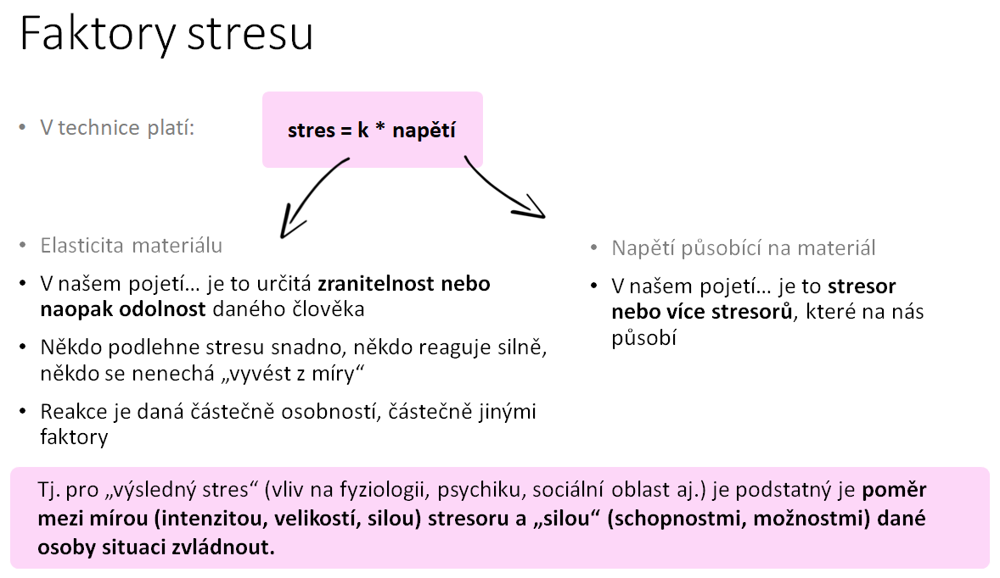 Faktory stresu
• V technice platí:
stres = k * napětí
• Elasticita materiálu
• V našem pojetí... je to určitá zranitelnost nebo
naopak odolnost daného člověka
• Někdo podlehne stresu snadno, někdo reaguje silně,
někdo se nenechá „vyvést z míry“
• Reakce je daná částečně osobností, částečně jinými
faktory
• Napětí působící na materiál
• V našem pojetí... je to stresor
nebo více stresorů, které na nás
působí
Tj. pro „výsledný stres“ (vliv na fyziologii, psychiku, sociální oblast aj.) je podstatný je poměr
mezi mírou (intenzitou, velikostí, silou) stresoru a „silou“ (schopnostmi, možnostmi) dané
osoby situaci zvládnout.